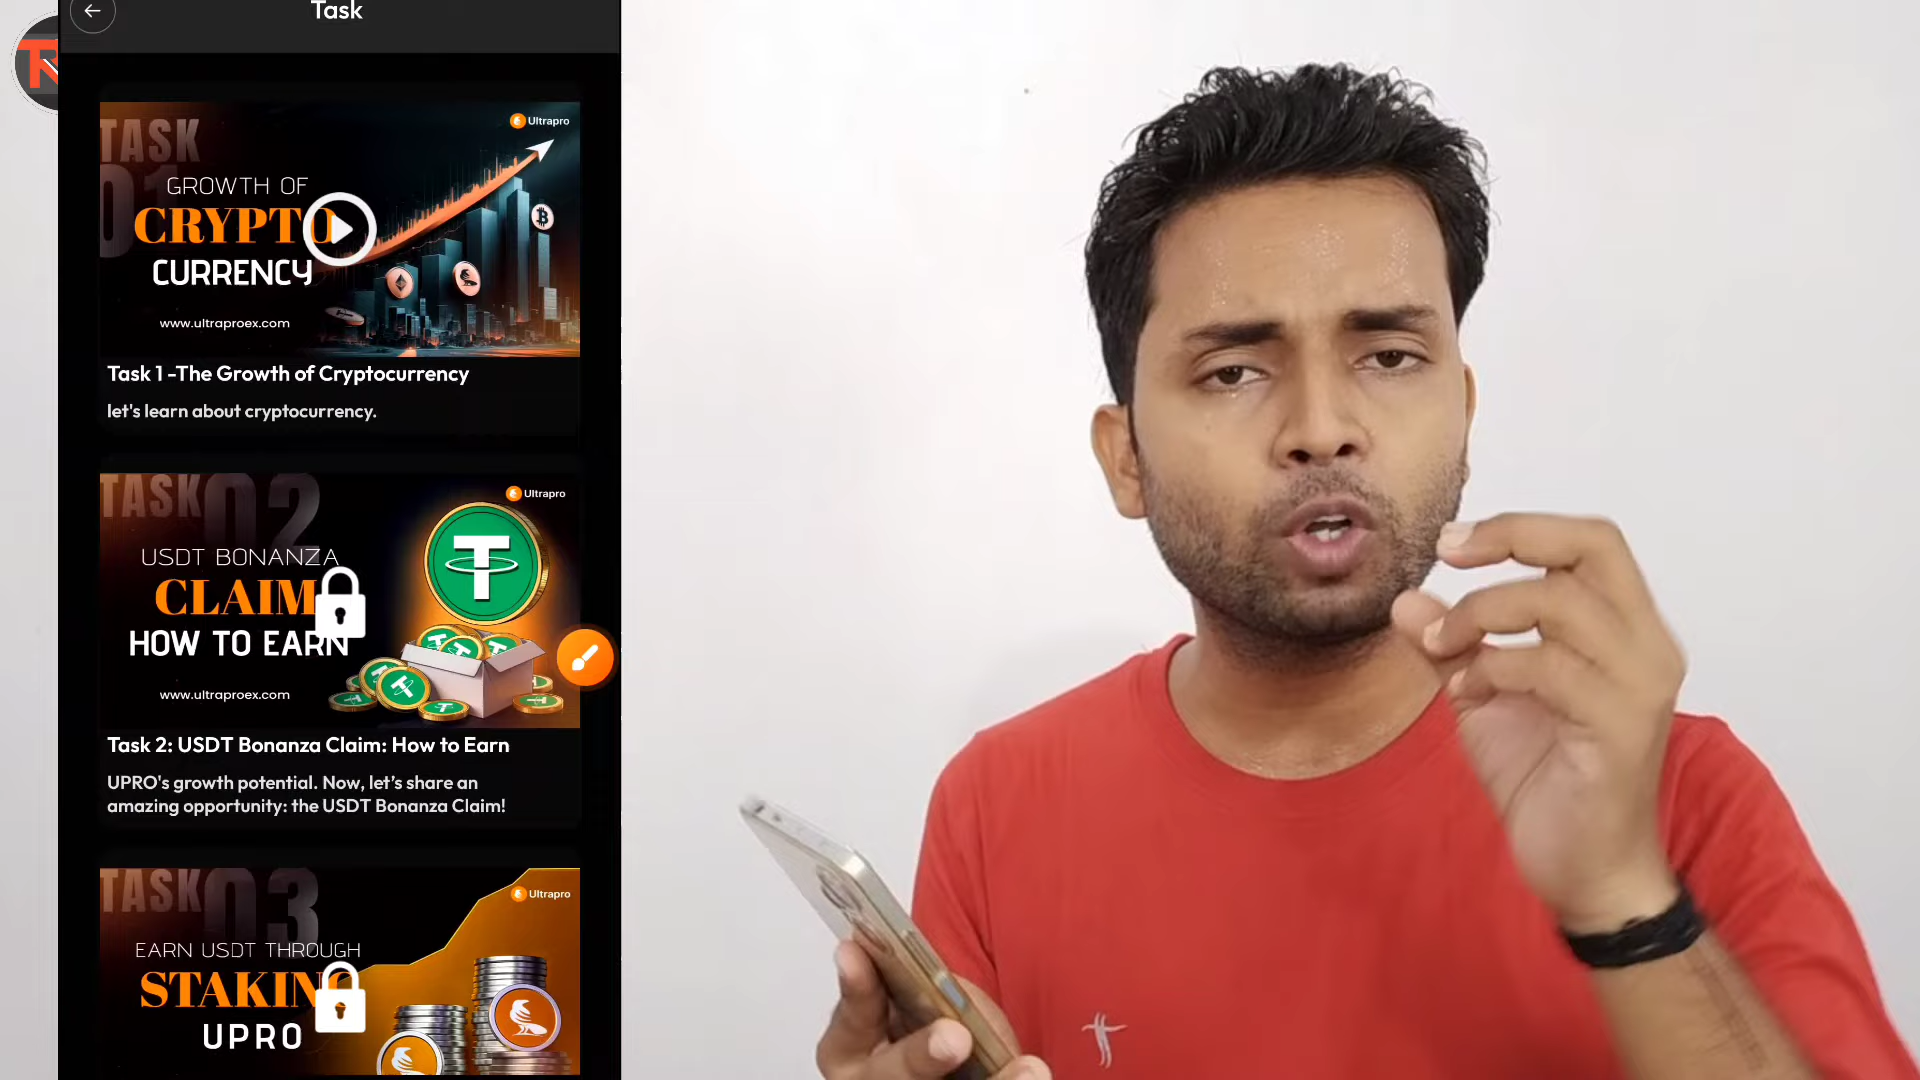 Task
TASK
01
Ultrapro
GROWTH OF
CRYPTO
CURRENCY
www.ultraproex.com
Task 1 -The Growth of Cryptocurrency
let's learn about cryptocurrency.
TASK 02
Ultrapro
USDT BONANZA
CLAIM
HOW TO EARN
www.ultraproex.com
Task 2: USDT Bonanza Claim: How to Earn
UPRO's growth potential. Now, let's share an
amazing opportunity: the USDT Bonanza Claim!
TASK 03
Ultrapro
EARN USDT THROUGH
STAKING
UPRO